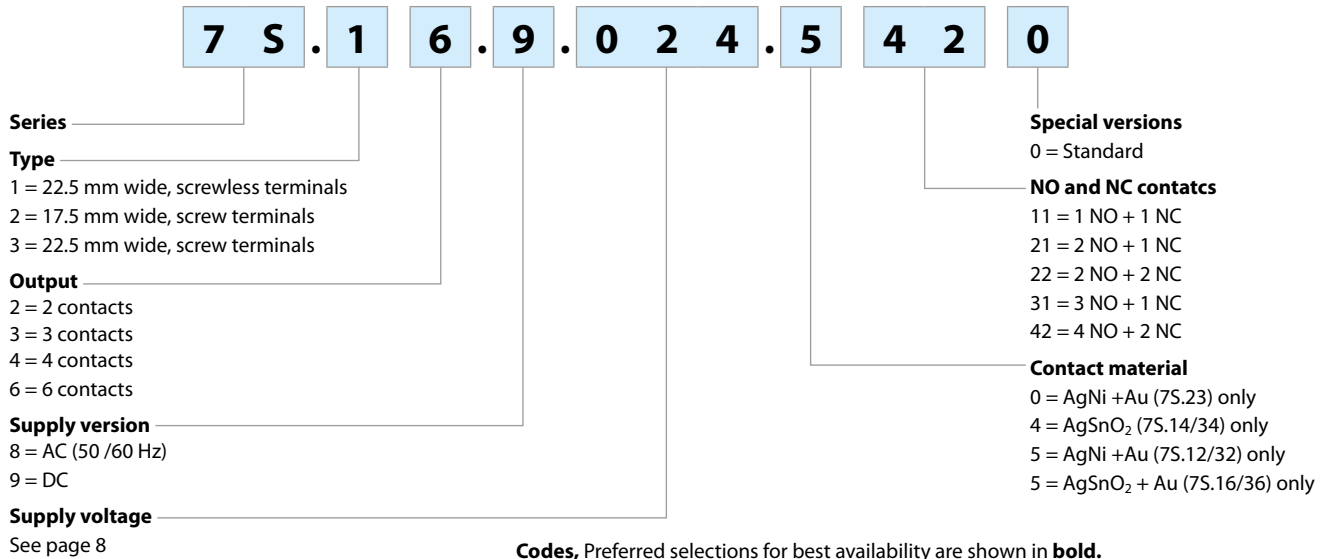 7 S . 1 6 . 9 . 0 2 4 . 5 4 2 0
Series
Type
1 = 22.5 mm wide, screwless terminals
2 = 17.5 mm wide, screw terminals
3 = 22.5 mm wide, screw terminals
Output
2 = 2 contacts
3 = 3 contacts
4 = 4 contacts
6 = 6 contacts
Supply version
8 = AC (50 /60 Hz)
9 = DC
Supply voltage
See page 8
Special versions
0 = Standard
NO and NC contatcs
11 = 1 NO + 1 NC
21 = 2 NO + 1 NC
22 = 2 NO + 2 NC
31 = 3 NO + 1 NC
42 = 4 NO + 2 NC
Contact material
0 = AgNi +Au (7S.23) only
4 = AgSnO₂ (7S.14/34) only
5 = AgNi +Au (7S.12/32) only
5 = AgSnO₂ + Au (7S.16/36) only
Codes, Preferred selections for best availability are shown in bold.